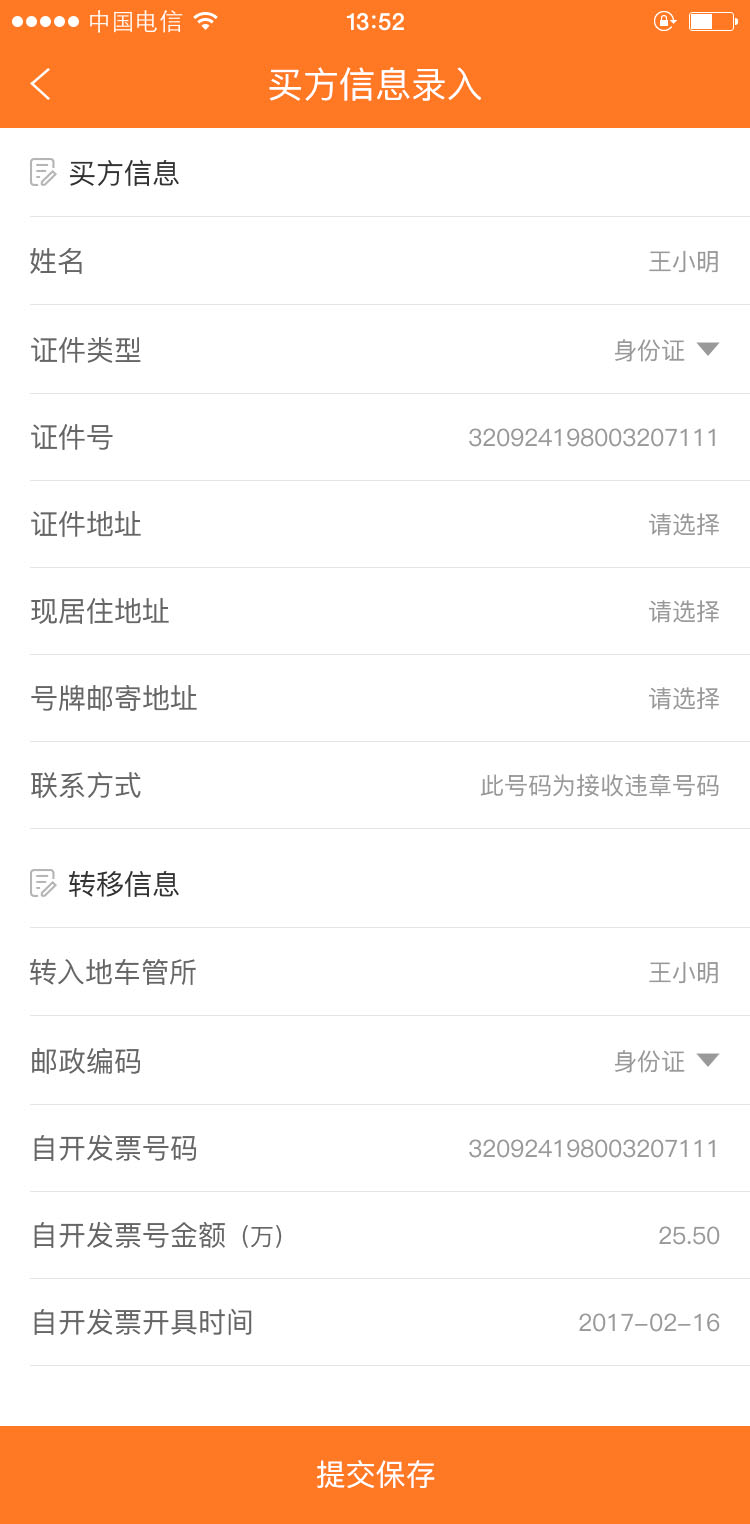 中国电信 13:52
买方信息录入
买方信息
姓名 王小明
证件类型 身份证
证件号 320924198003207111
证件地址 请选择
现居住地址 请选择
号牌邮寄地址 请选择
联系方式 此号码为接收违章号码
转移信息
转入地车管所 王小明
邮政编码 身份证
自开发票号码 320924198003207111
自开发票号金额（万） 25.50
自开发票开具时间 2017-02-16
提交保存